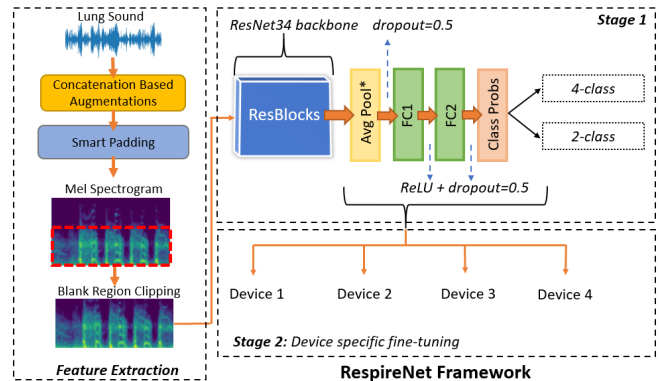 Lung Sound
Concatenation Based
Augmentations
Smart Padding
Mel Spectrogram
Blank Region Clipping
Feature Extraction
Stage 1
ResNet34 backbone
dropout=0.5
ResBlocks
Avg Pool*
FC1
FC2
Class Probs
4-class
2-class
ReLU + dropout=0.5
Device 1
Device 2
Device 3
Device 4
Stage 2: Device specific fine-tuning
RespireNet Framework